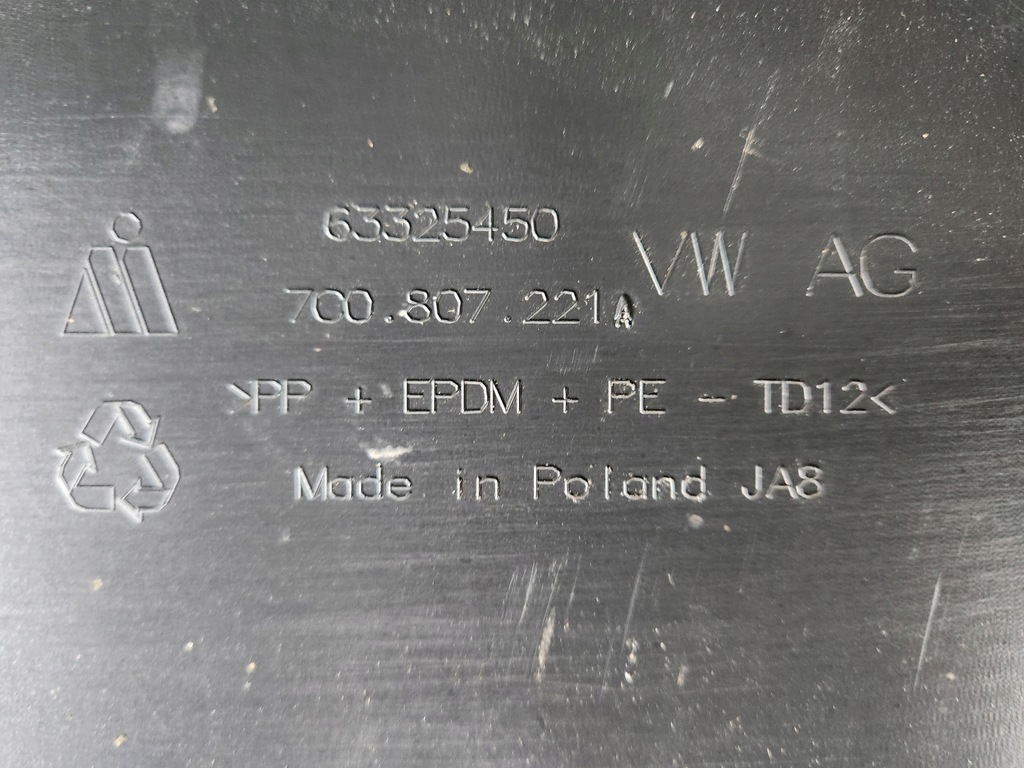 63325450
VW AG
7C0.807.221A
>PP + EPDM + PE - TD12<
Made in Poland JA8